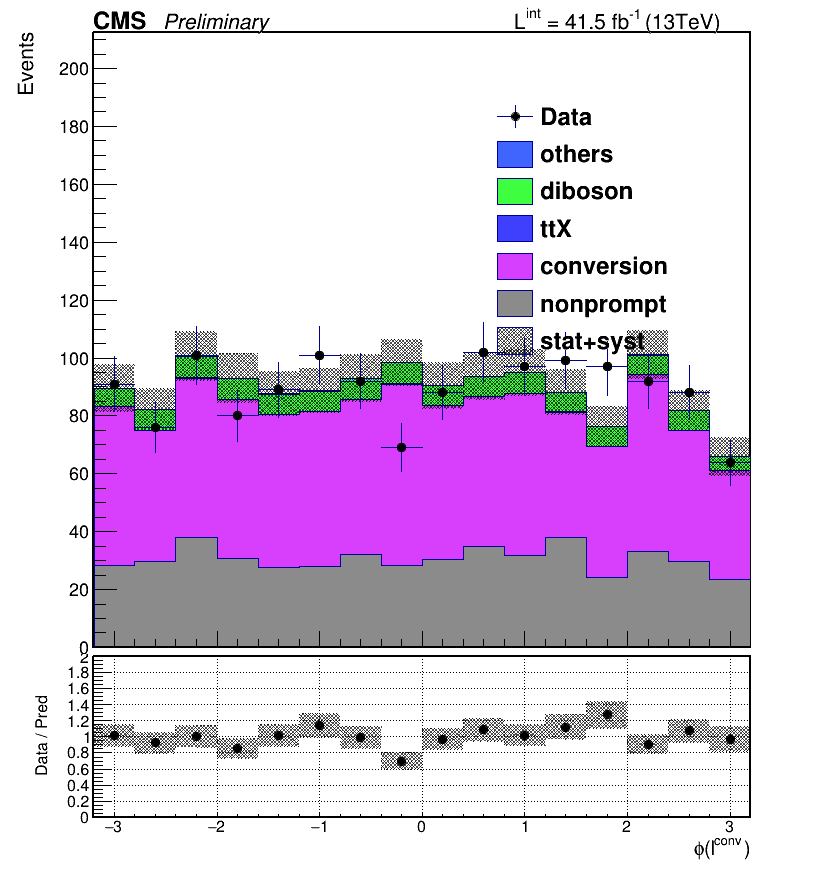 CMS Preliminary L^int = 41.5 fb^-1 (13TeV)
Events
200
180
160
140
120
100
80
60
40
20
0
Data
others
diboson
ttX
conversion
nonprompt
stat+syst
Data / Pred
2
1.8
1.6
1.4
1.2
1
0.8
0.6
0.4
0.2
0
−3 −2 −1 0 1 2 3
ϕ(l^conv)